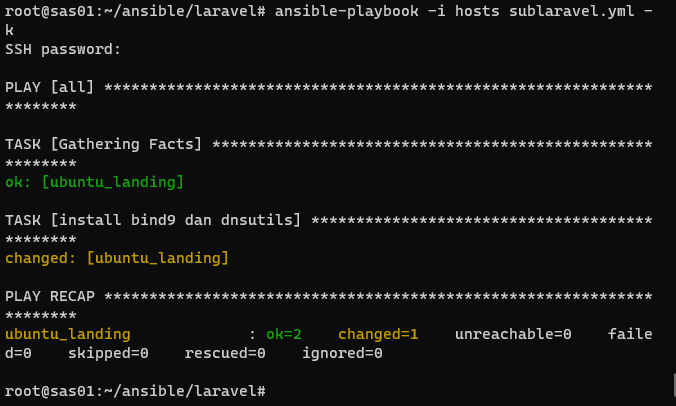 root@sas01:~/ansible/laravel# ansible-playbook -i hosts sublaravel.yml -
k
SSH password:
PLAY [all] *************************************************************
********
TASK [Gathering Facts] *************************************************
********
ok: [ubuntu_landing]
TASK [install bind9 dan dnsutils] **************************************
********
changed: [ubuntu_landing]
PLAY RECAP *************************************************************
********
ubuntu_landing             : ok=2    changed=1    unreachable=0    faile
d=0    skipped=0    rescued=0    ignored=0
root@sas01:~/ansible/laravel#